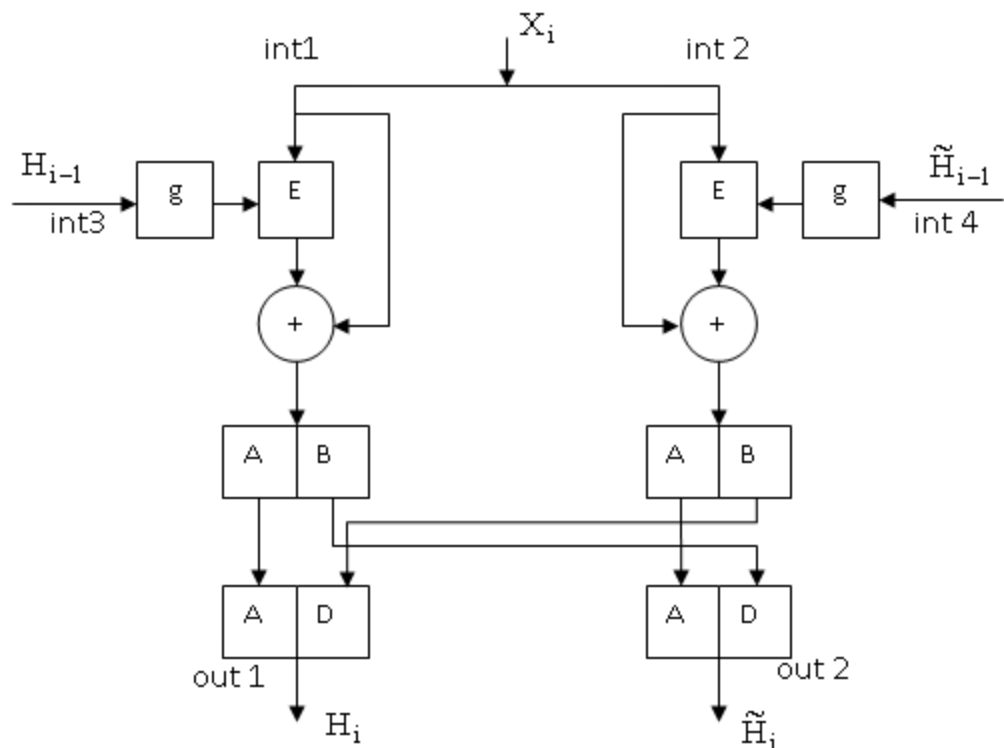 Xᵢ
int1
int 2
Hᵢ₋₁
g
E
E
g
H̃ᵢ₋₁
int3
int 4
+
+
A B
A B
A D
A D
out 1
out 2
Hᵢ
H̃ᵢ